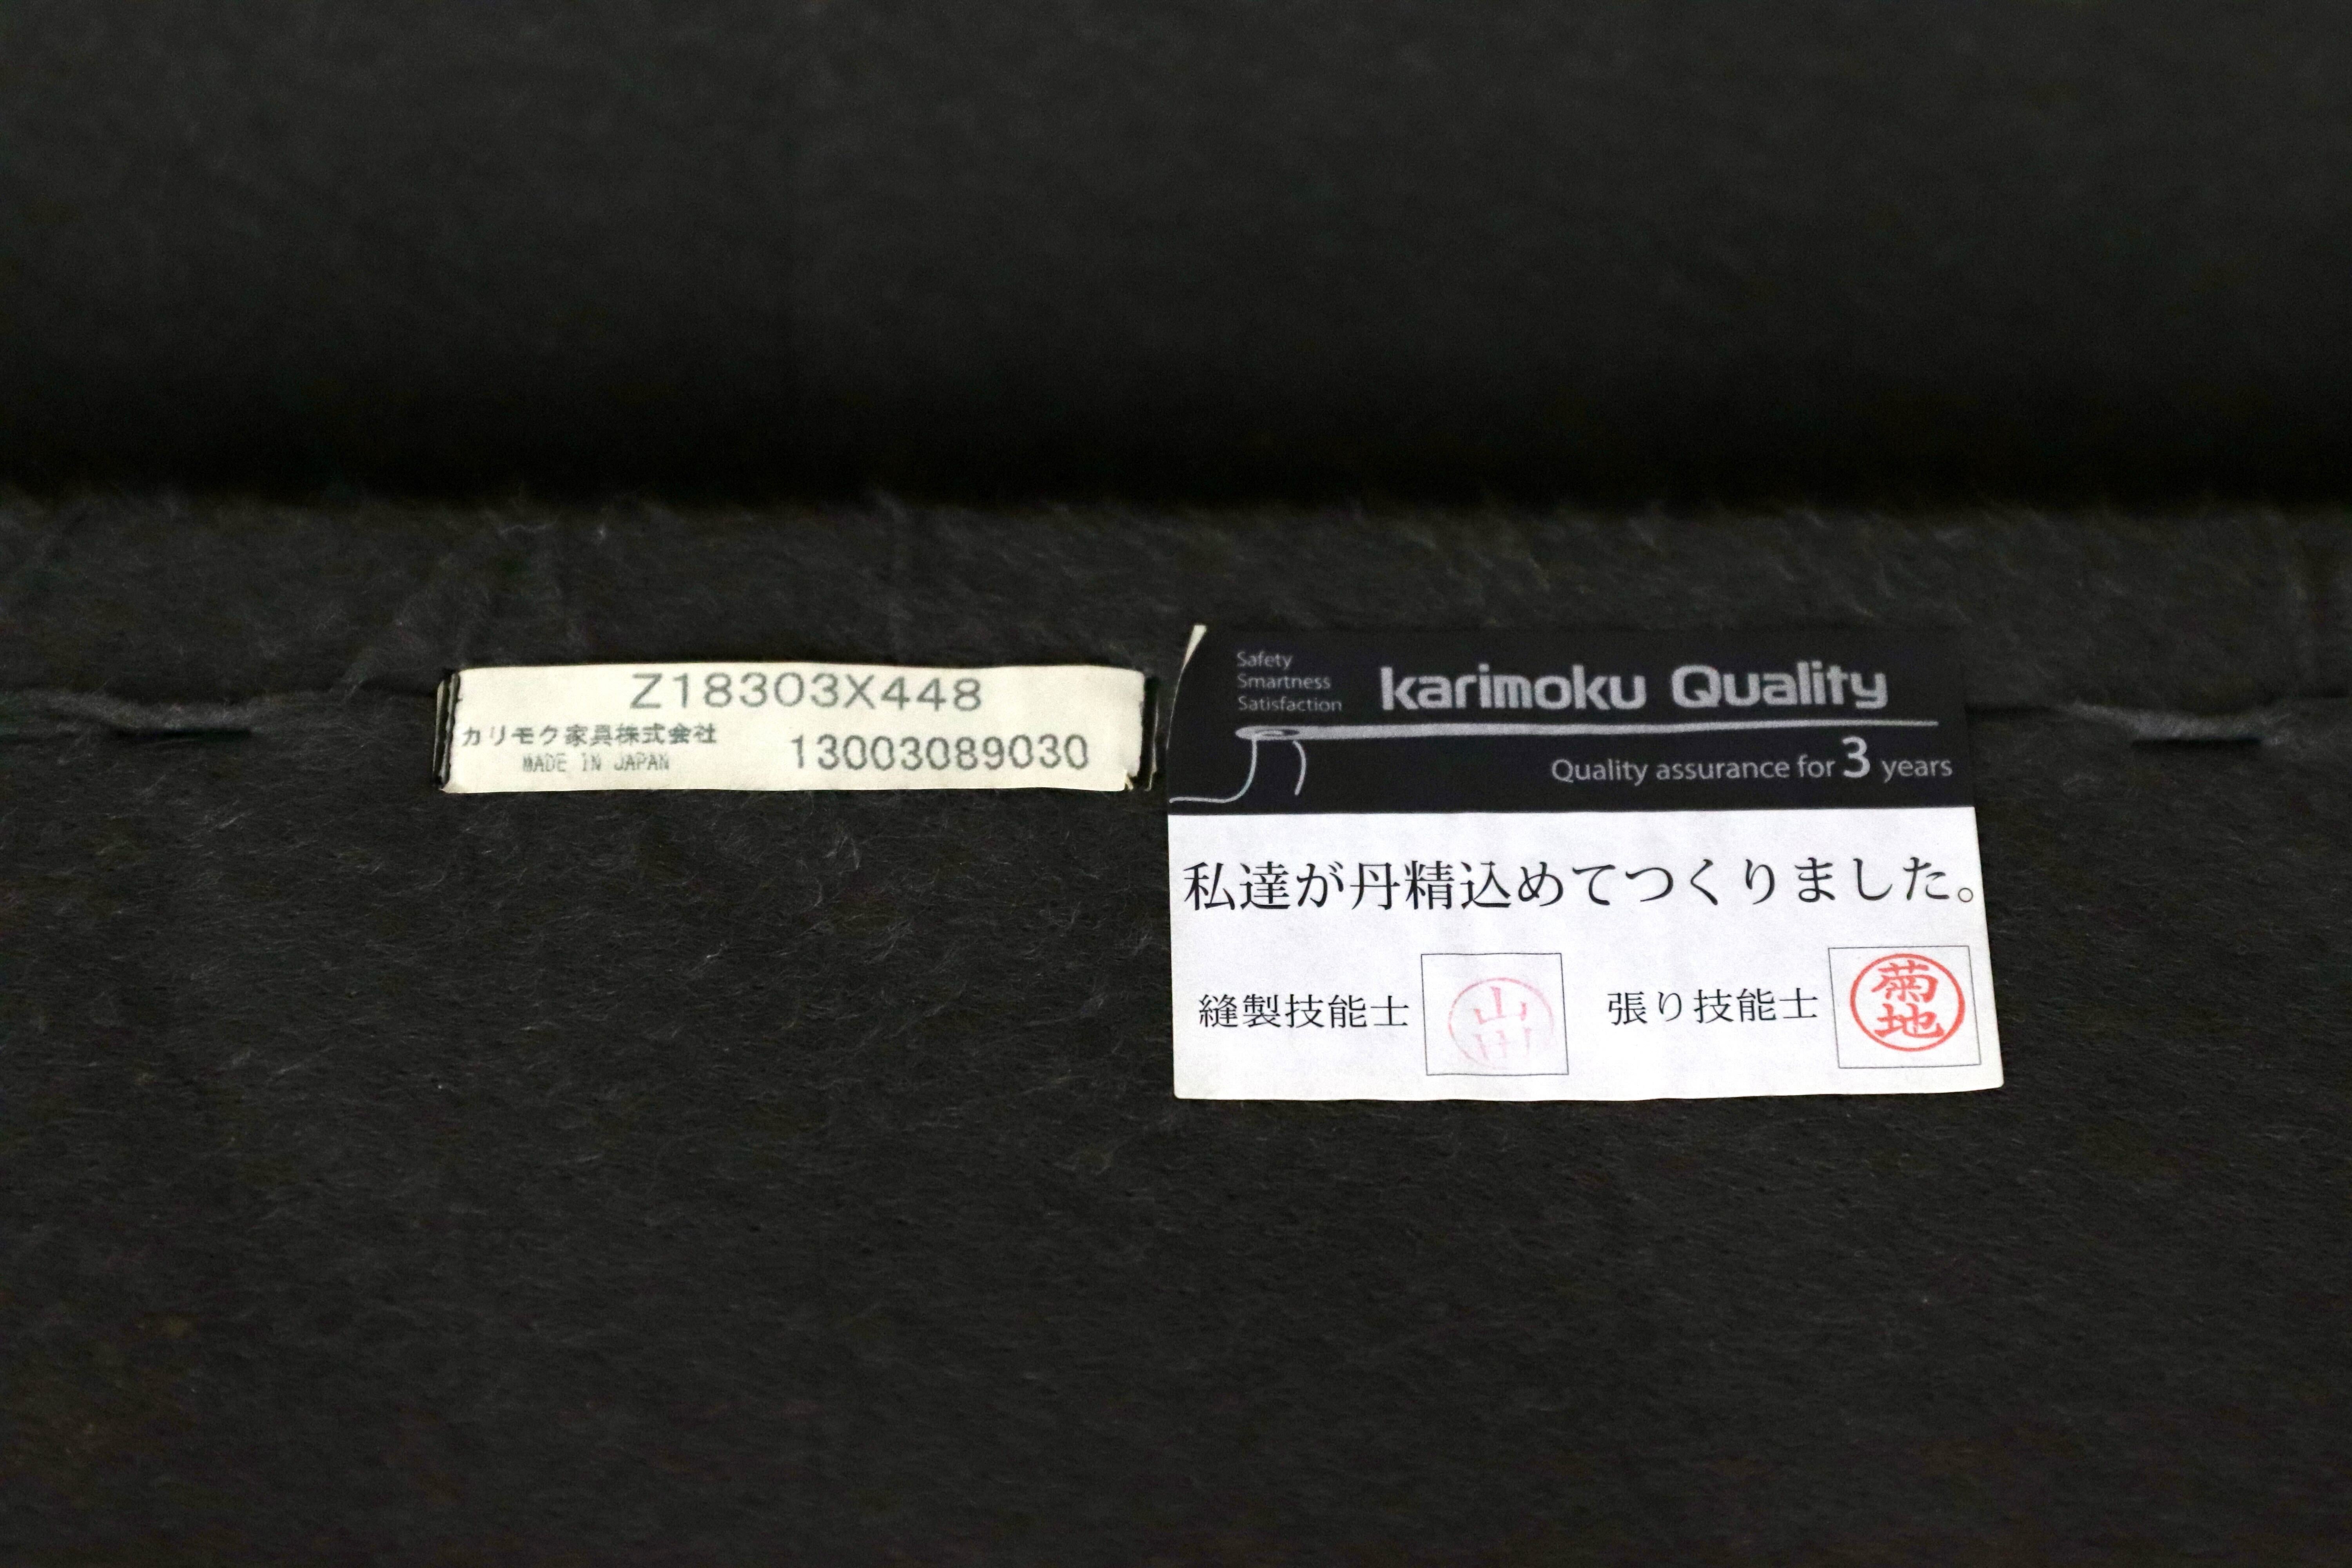 Z18303X448
カリモク家具株式会社
MADE IN JAPAN
13003089030
Safety
Smartness
Satisfaction
karimoku Quality
Quality assurance for 3 years
私達が丹精込めてつくりました。
縫製技能士
山
張り技能士
菊地